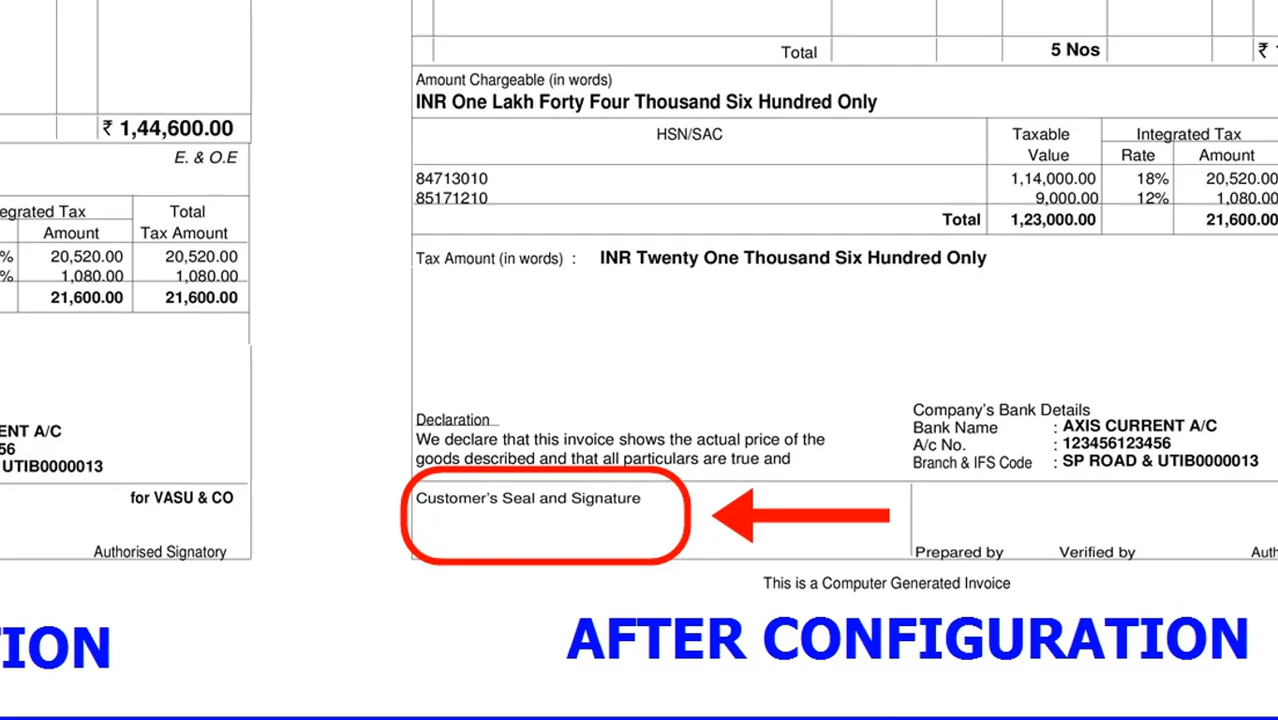 ₹ 1,44,600.00
E. & O.E
egrated Tax Total
Amount Tax Amount
% 20,520.00 20,520.00
% 1,080.00 1,080.00
21,600.00 21,600.00
ENT A/C
56
UTIB0000013
for VASU & CO
Authorised Signatory
TION
Total 5 Nos ₹
Amount Chargeable (in words)
INR One Lakh Forty Four Thousand Six Hundred Only
HSN/SAC Taxable Integrated Tax
Value Rate Amount
84713010 1,14,000.00 18% 20,520.00
85171210 9,000.00 12% 1,080.00
Total 1,23,000.00 21,600.00
Tax Amount (in words) : INR Twenty One Thousand Six Hundred Only
Declaration
We declare that this invoice shows the actual price of the
goods described and that all particulars are true and
Company's Bank Details
Bank Name : AXIS CURRENT A/C
A/c No. : 123456123456
Branch & IFS Code : SP ROAD & UTIB0000013
Customer's Seal and Signature
Prepared by Verified by Auth
This is a Computer Generated Invoice
AFTER CONFIGURATION